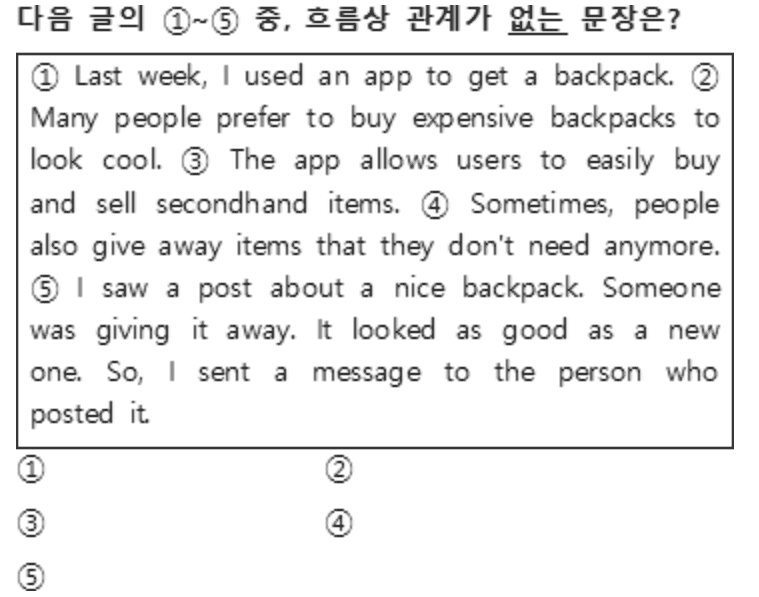 다음 글의 ①~⑤ 중, 흐름상 관계가 없는 문장은?
① Last week, I used an app to get a backpack. ②
Many people prefer to buy expensive backpacks to
look cool. ③ The app allows users to easily buy
and sell secondhand items. ④ Sometimes, people
also give away items that they don't need anymore.
⑤ I saw a post about a nice backpack. Someone
was giving it away. It looked as good as a new
one. So, I sent a message to the person who
posted it.
① ②
③ ④
⑤